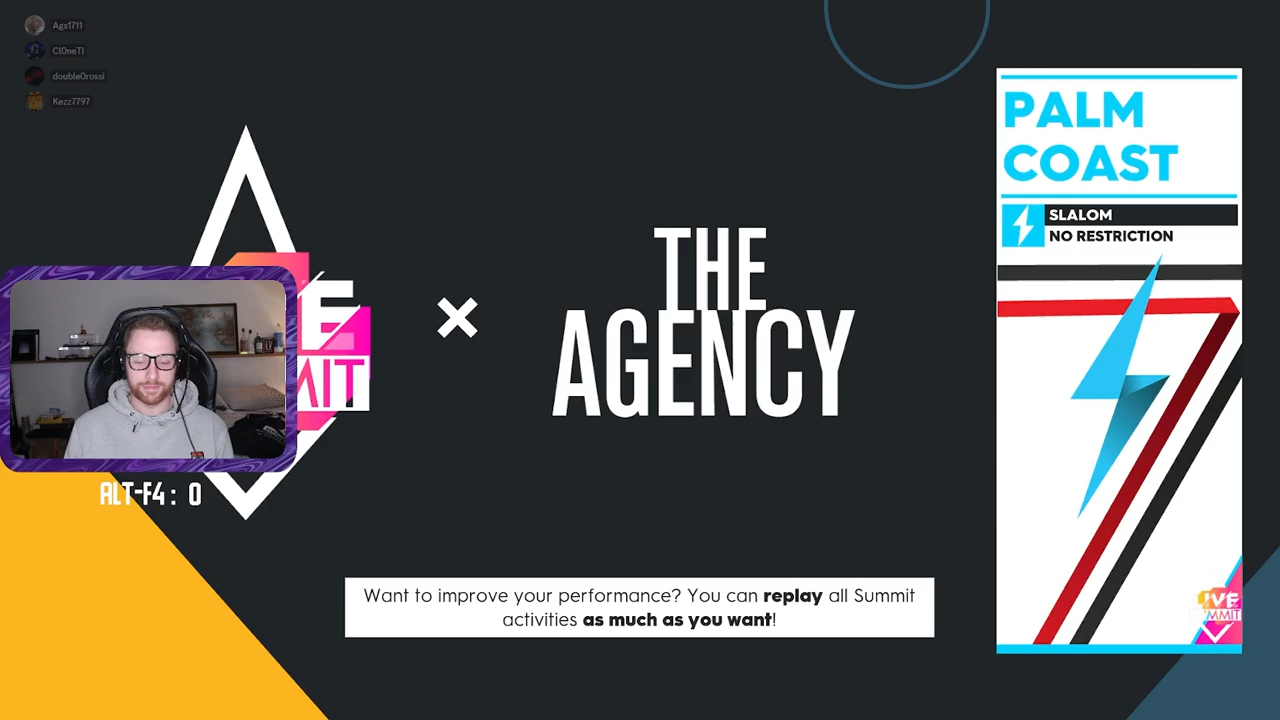 Ags1711
Cl0neTI
double0rossi
Kezz7797
PALM
COAST
SLALOM
NO RESTRICTION
THE
AGENCY
ALT-F4: 0
Want to improve your performance? You can replay all Summit
activities as much as you want!